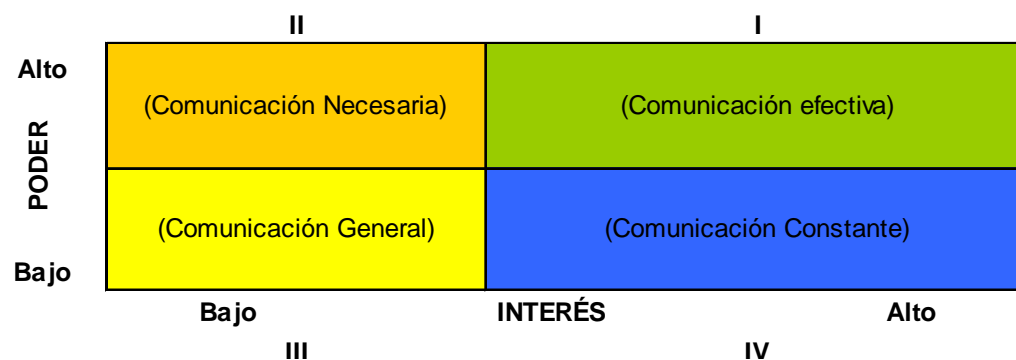 II I
Alto
(Comunicación Necesaria) (Comunicación efectiva)
PODER
(Comunicación General) (Comunicación Constante)
Bajo
Bajo INTERÉS Alto
III IV